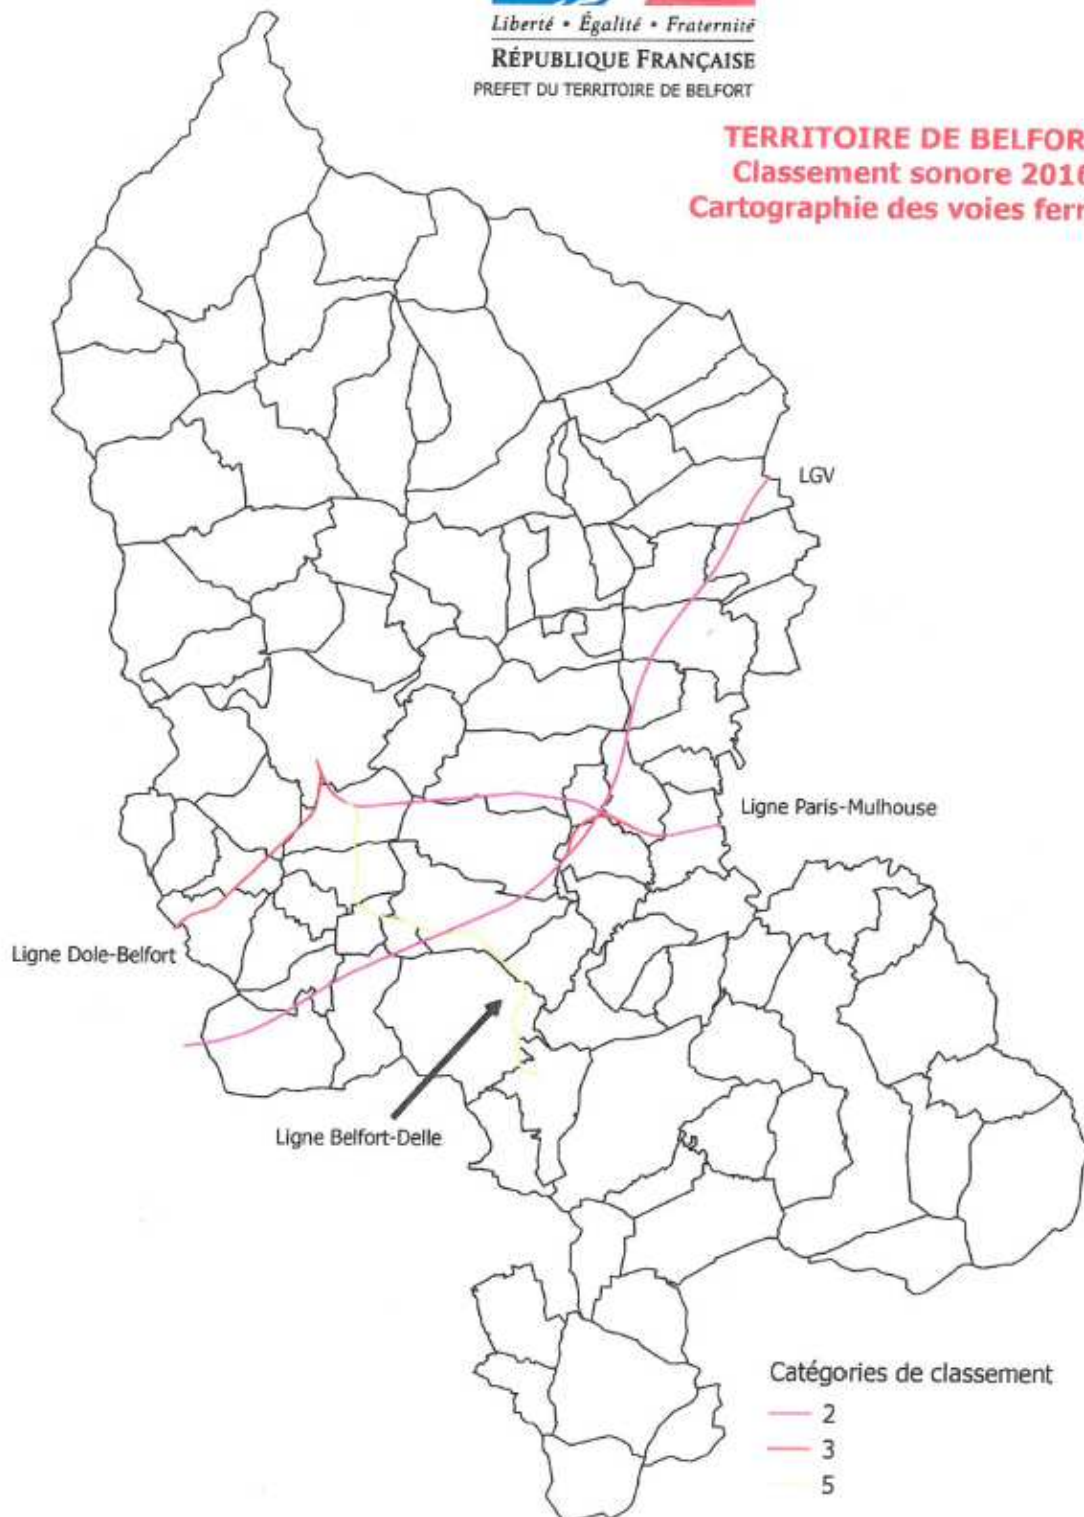 Liberté • Égalité • Fraternité
RÉPUBLIQUE FRANÇAISE
PREFET DU TERRITOIRE DE BELFORT
TERRITOIRE DE BELFOR
Classement sonore 2016
Cartographie des voies ferr
LGV
Ligne Paris-Mulhouse
Ligne Dole-Belfort
Ligne Belfort-Delle
Catégories de classement
2
3
5